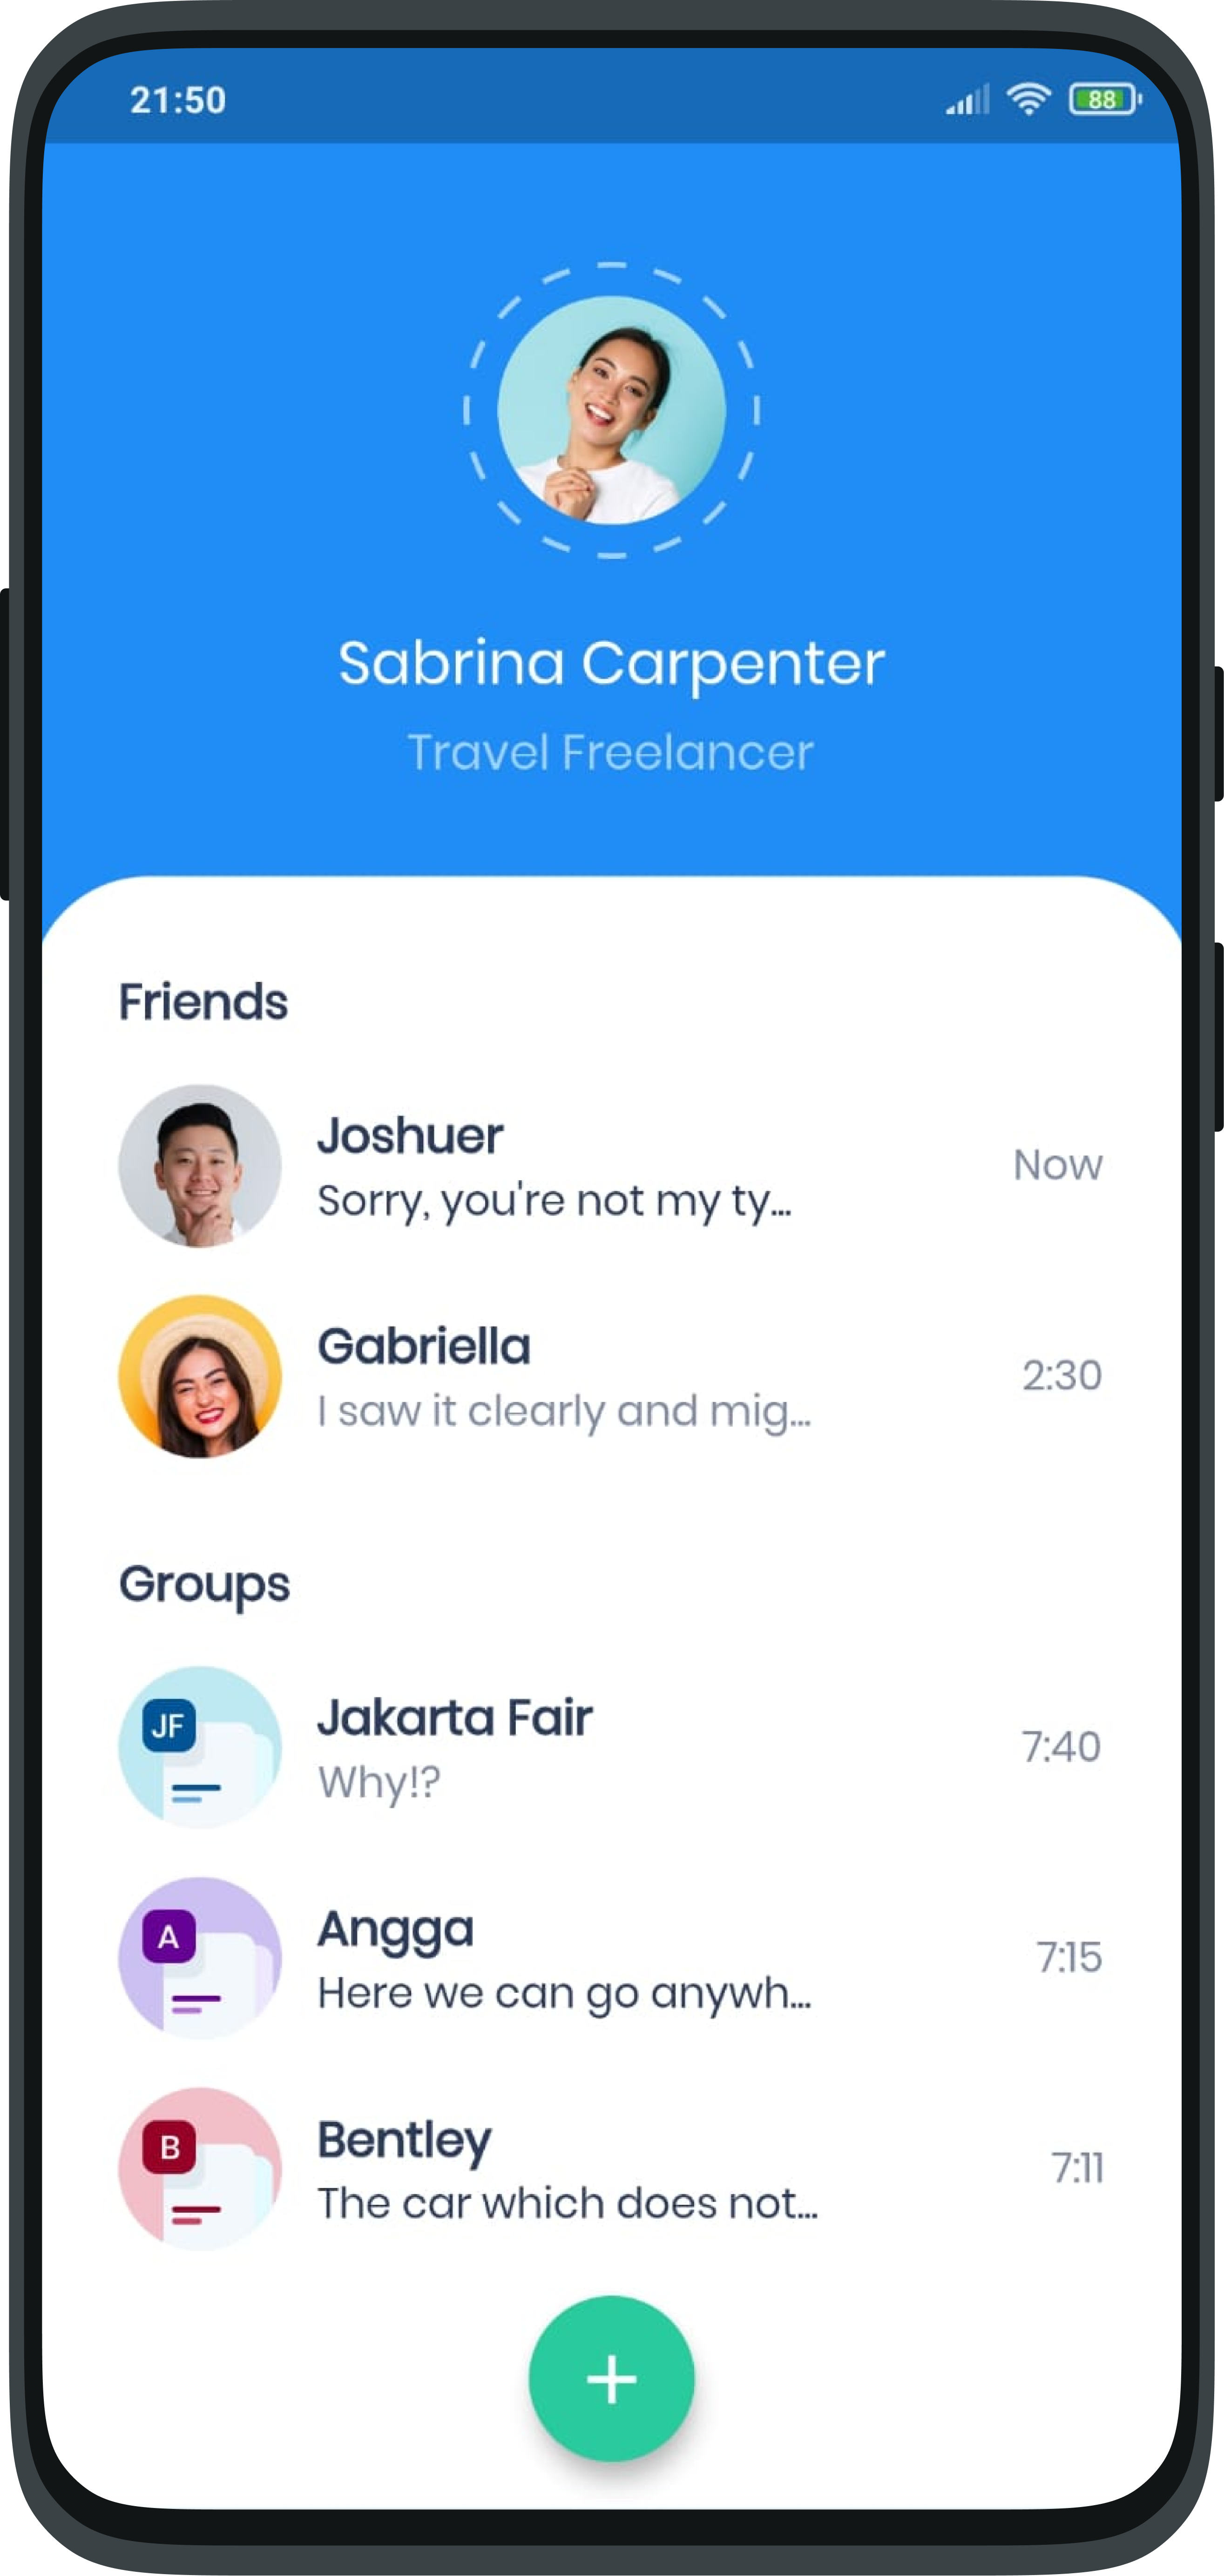 21:50
88
Sabrina Carpenter
Travel Freelancer
Friends
Joshuer
Now
Sorry, you're not my ty...
Gabriella
2:30
I saw it clearly and mig...
Groups
JF
Jakarta Fair
7:40
Why!?
A
Angga
7:15
Here we can go anywh...
B
Bentley
7:11
The car which does not...
+